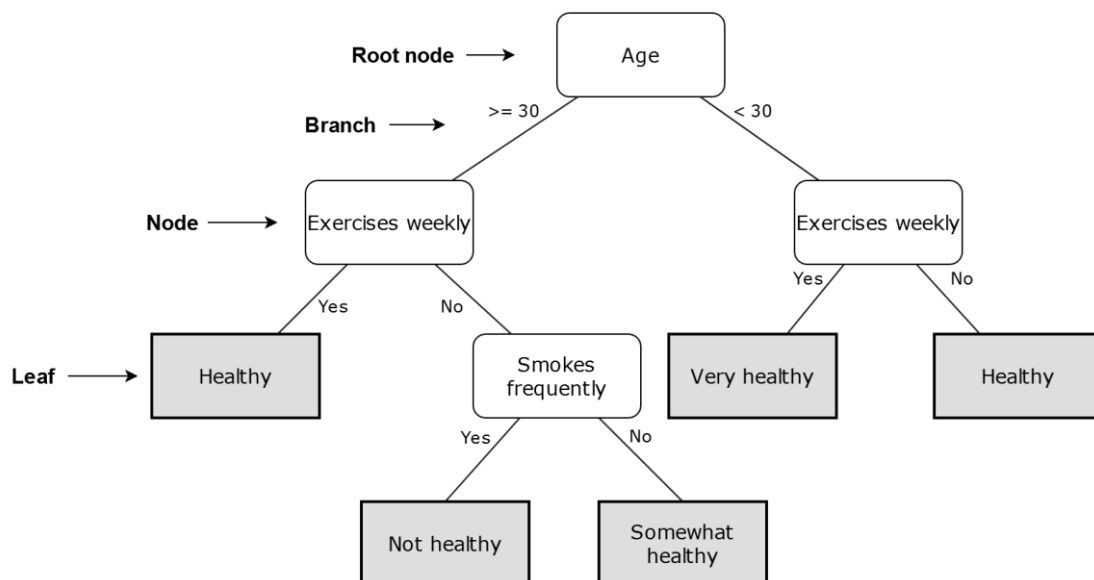 Root node
Age
Branch
>= 30
< 30
Node
Exercises weekly
Exercises weekly
Yes
No
Yes
No
Leaf
Healthy
Smokes
frequently
Very healthy
Healthy
Yes
No
Not healthy
Somewhat
healthy